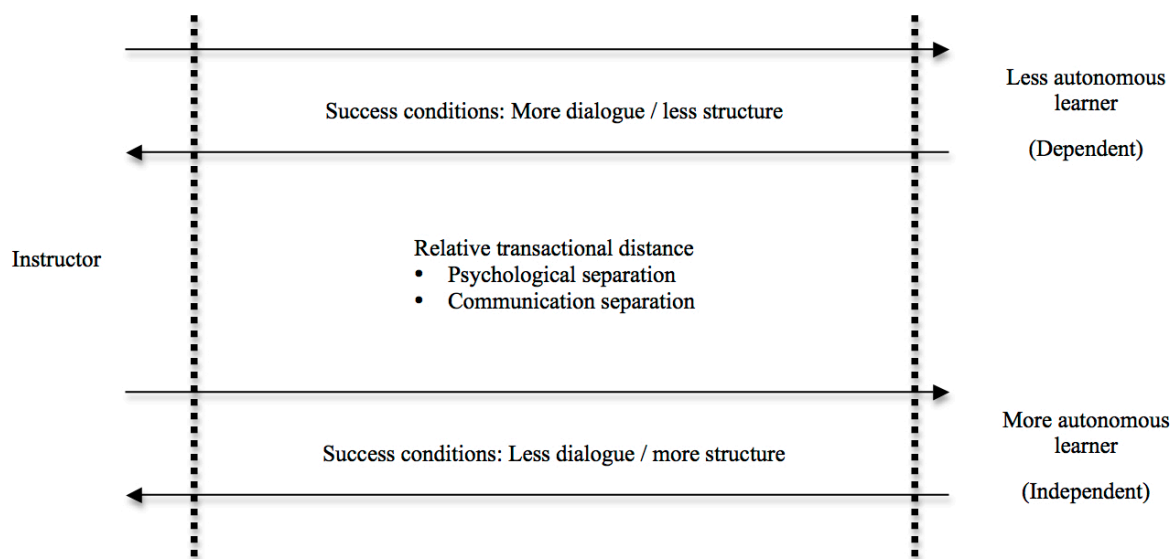 Less autonomous
learner
Success conditions: More dialogue / less structure
(Dependent)
Instructor
Relative transactional distance
• Psychological separation
• Communication separation
More autonomous
learner
Success conditions: Less dialogue / more structure
(Independent)